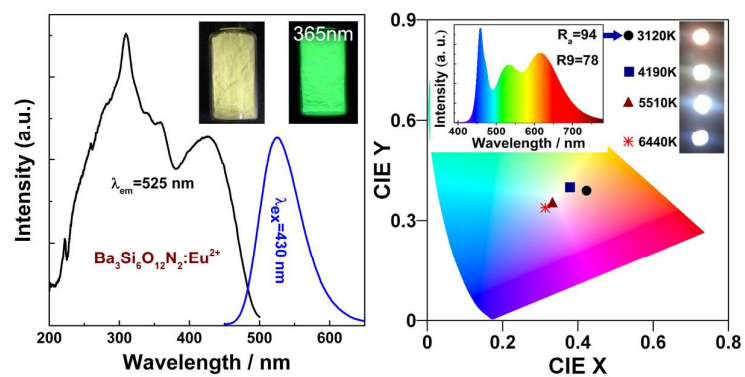 365nm
Intensity (a.u.)
λem=525 nm
λex=430 nm
Ba3Si6O12N2:Eu2+
200 300 400 500 600
Wavelength / nm
0.9
0.6
0.3
0
CIE Y
Intensity (a. u.)
Ra=94
R9=78
400 500 600 700
Wavelength / nm
3120K
4190K
5510K
6440K
0 0.2 0.4 0.6 0.8
CIE X